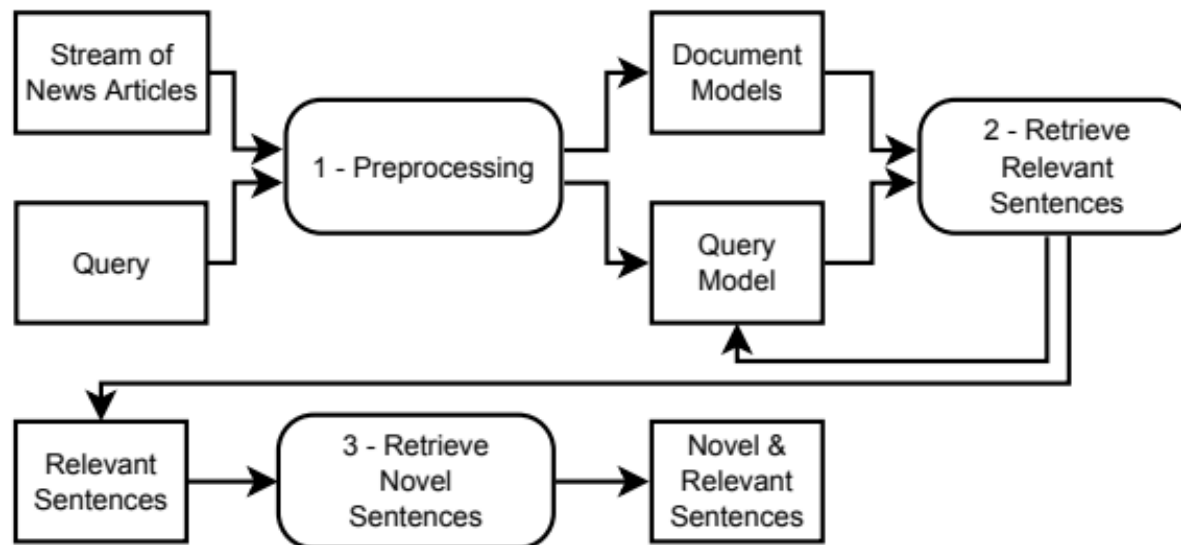 Stream of
News Articles
Query
1 - Preprocessing
Document
Models
Query
Model
2 - Retrieve
Relevant
Sentences
Relevant
Sentences
3 - Retrieve
Novel
Sentences
Novel &
Relevant
Sentences